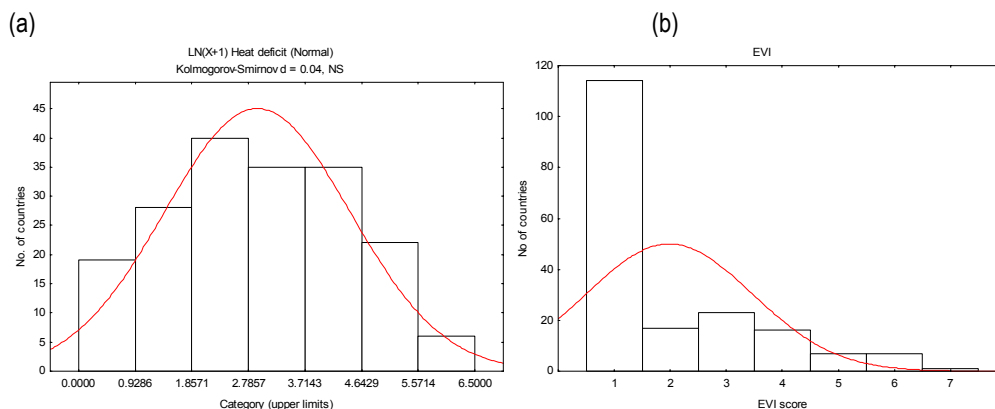 (a)
LN(X+1) Heat deficit (Normal)
Kolmogorov-Smirnov d = 0.04, NS
No. of countries
45
40
35
30
25
20
15
10
5
0
0.0000 0.9286 1.8571 2.7857 3.7143 4.6429 5.5714 6.5000
Category (upper limits)
(b)
EVI
No of countries
120
100
80
60
40
20
0
1 2 3 4 5 6 7
EVI score